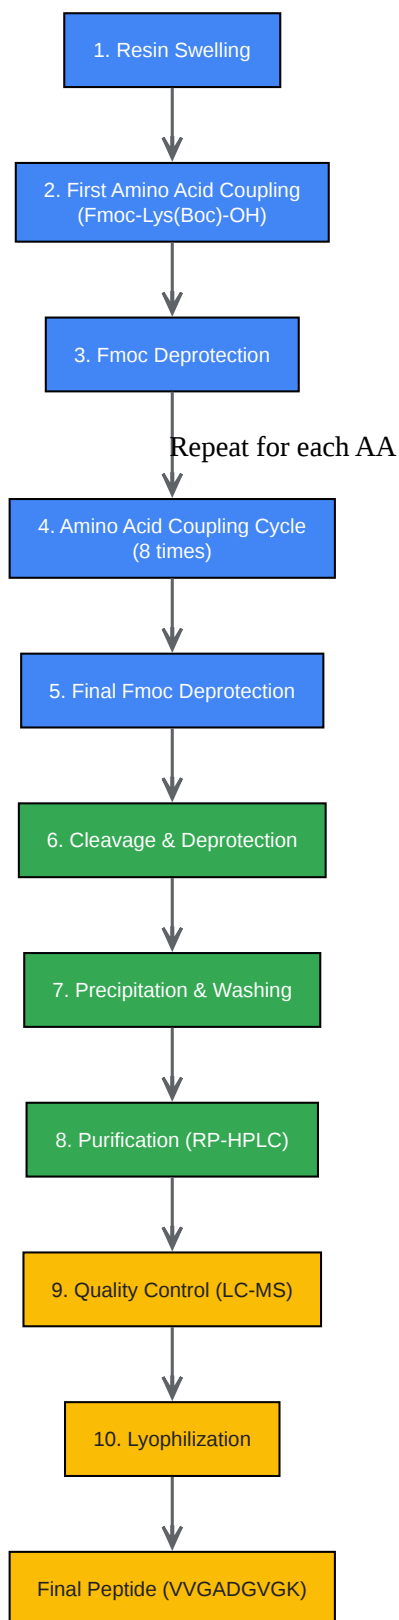 1. Resin Swelling
2. First Amino Acid Coupling
(Fmoc-Lys(Boc)-OH)
3. Fmoc Deprotection
Repeat for each AA
4. Amino Acid Coupling Cycle
(8 times)
5. Final Fmoc Deprotection
6. Cleavage & Deprotection
7. Precipitation & Washing
8. Purification (RP-HPLC)
9. Quality Control (LC-MS)
10. Lyophilization
Final Peptide (VVGADGVGK)